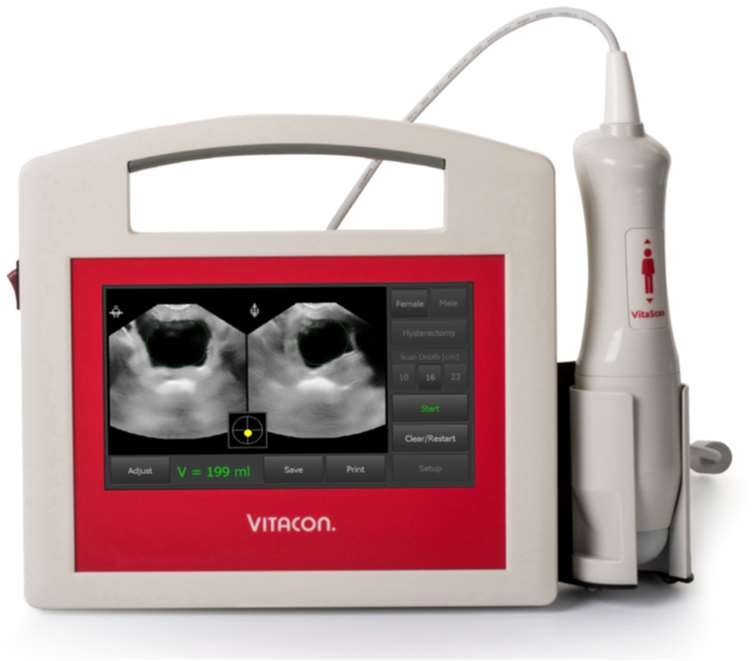 Female Male
Hysterectomy
Scan Depth [cm]
10 16 23
Start
Clear/Restart
Adjust V = 199 ml Save Print Setup
VITACON.
VitaScan